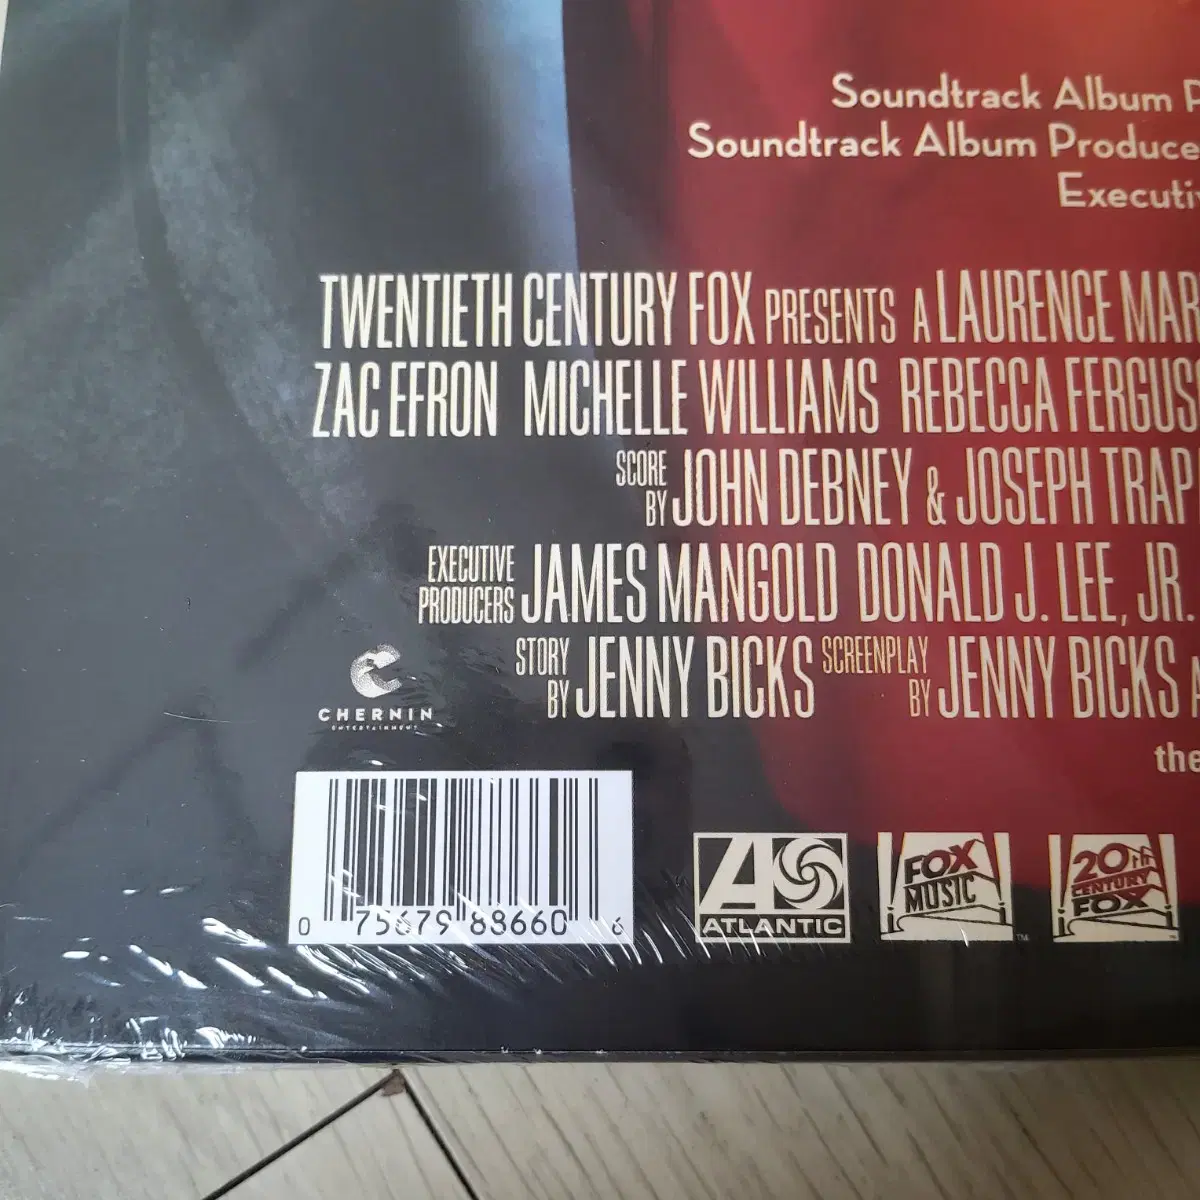 Soundtrack Album P
Soundtrack Album Produce
Executiv
TWENTIETH CENTURY FOX PRESENTS A LAURENCE MAR
ZAC EFRON MICHELLE WILLIAMS REBECCA FERGUS
SCORE BY JOHN DEBNEY & JOSEPH TRAP
EXECUTIVE PRODUCERS JAMES MANGOLD DONALD J. LEE, JR.
STORY BY JENNY BICKS SCREENPLAY BY JENNY BICKS
CHERNIN
ENTERTAINMENT
the
0 75679 88660 6
ATLANTIC
FOX
MUSIC
TM
20th
CENTURY
FOX